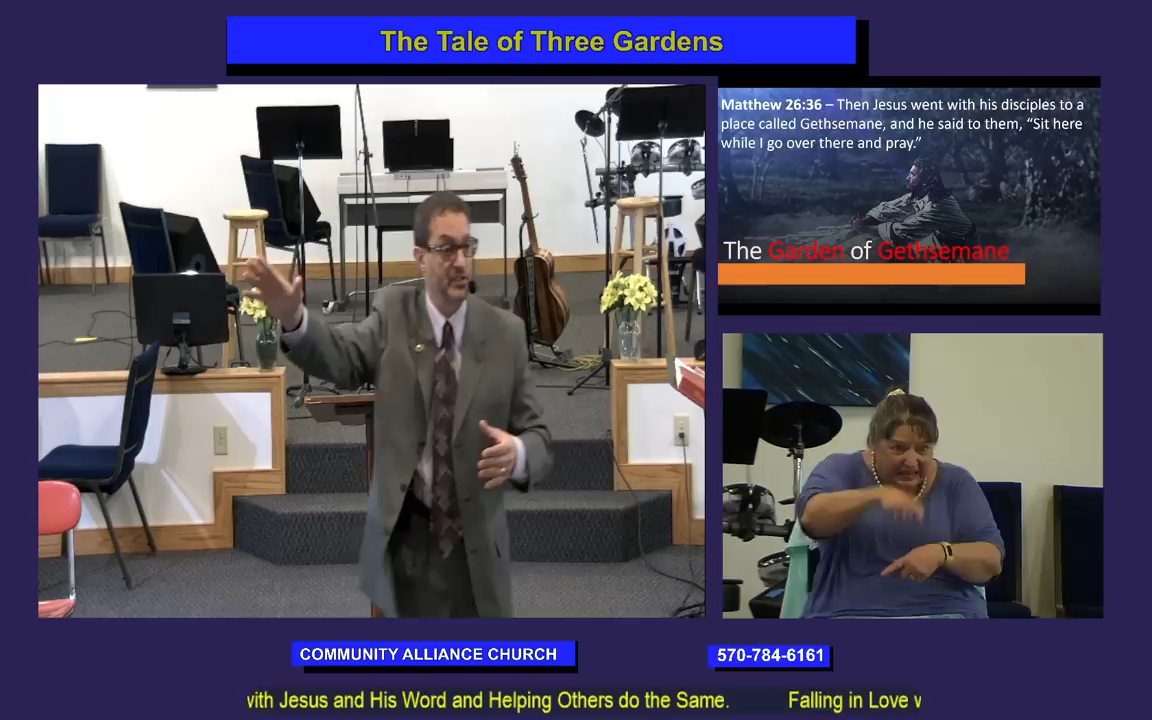 The Tale of Three Gardens
Matthew 26:36 – Then Jesus went with his disciples to a
place called Gethsemane, and he said to them, “Sit here
while I go over there and pray.”
The Garden of Gethsemane
COMMUNITY ALLIANCE CHURCH
570-784-6161
with Jesus and His Word and Helping Others do the Same. Falling in Love